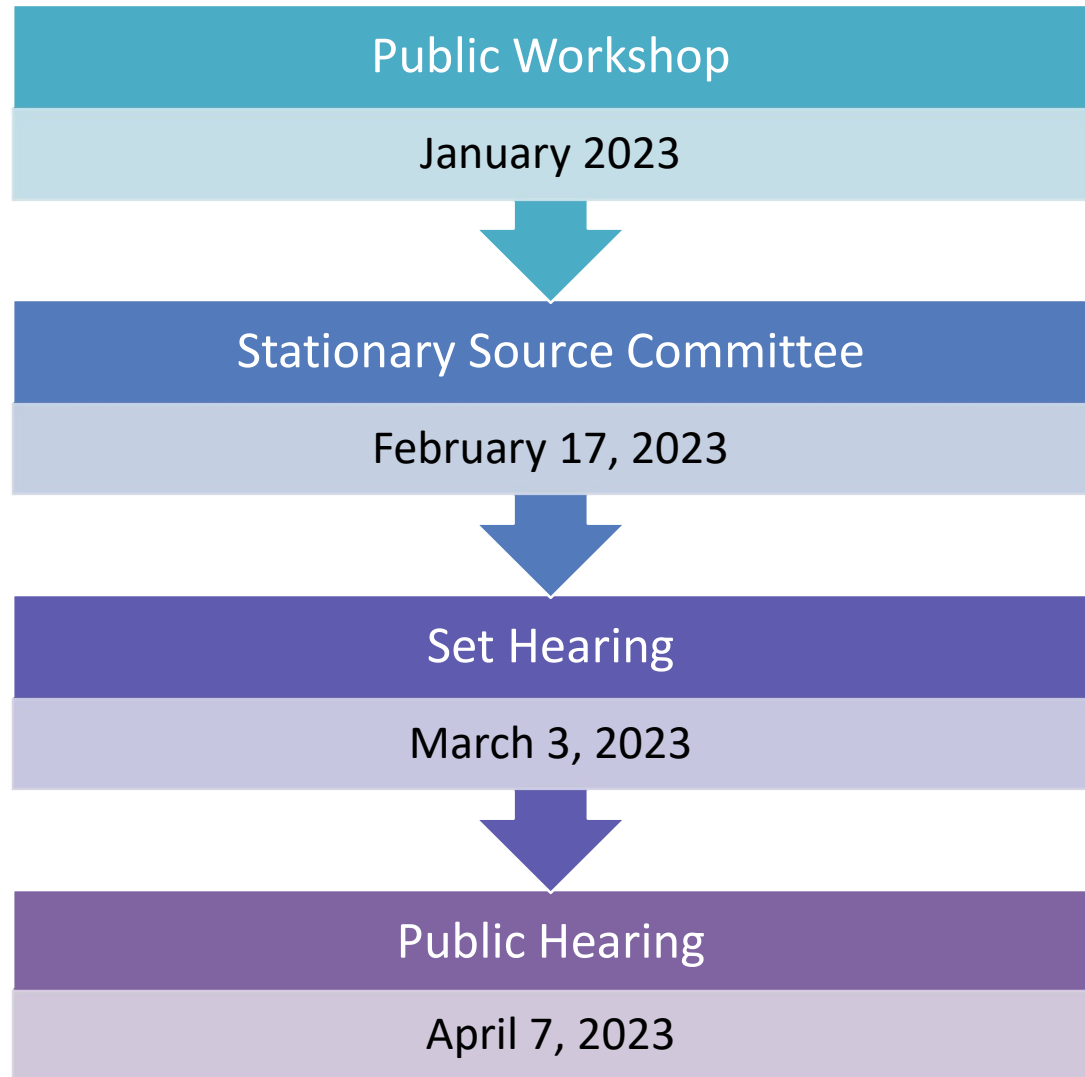 Public Workshop
January 2023
Stationary Source Committee
February 17, 2023
Set Hearing
March 3, 2023
Public Hearing
April 7, 2023